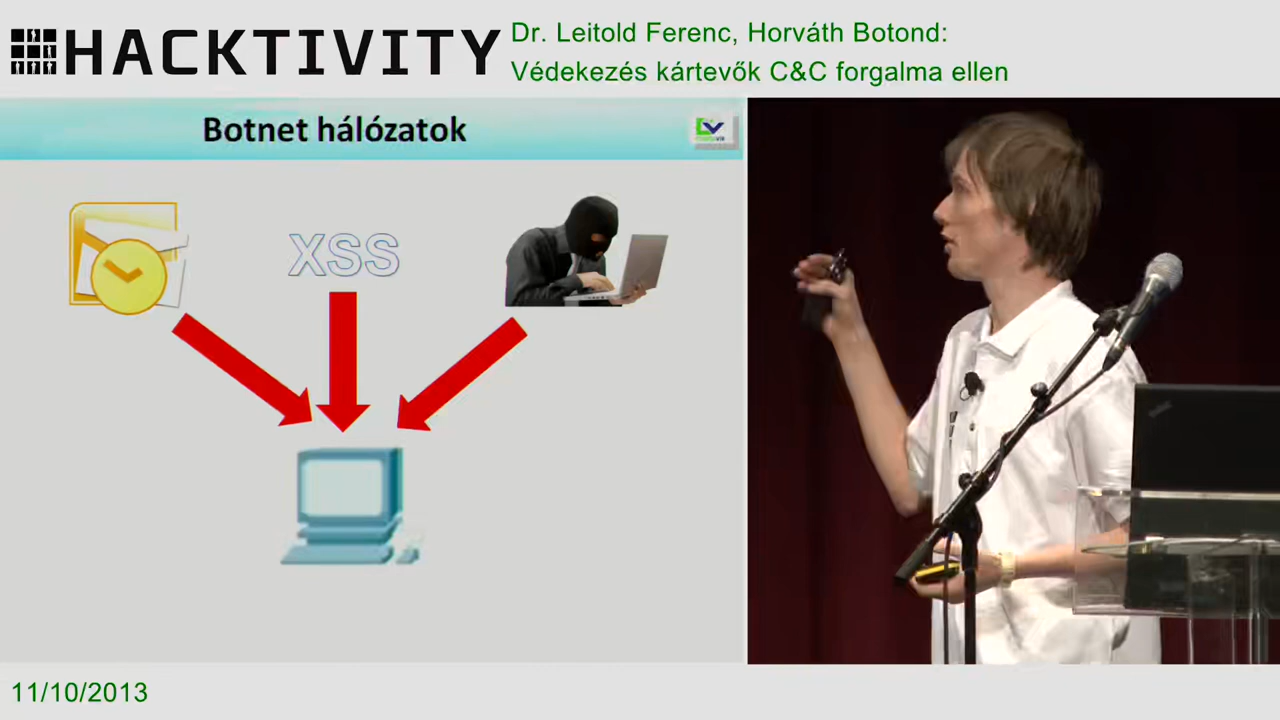 HACKTIVITY
Dr. Leitold Ferenc, Horváth Botond:
Védekezés kártevők C&C forgalma ellen
Botnet hálózatok
XSS
11/10/2013